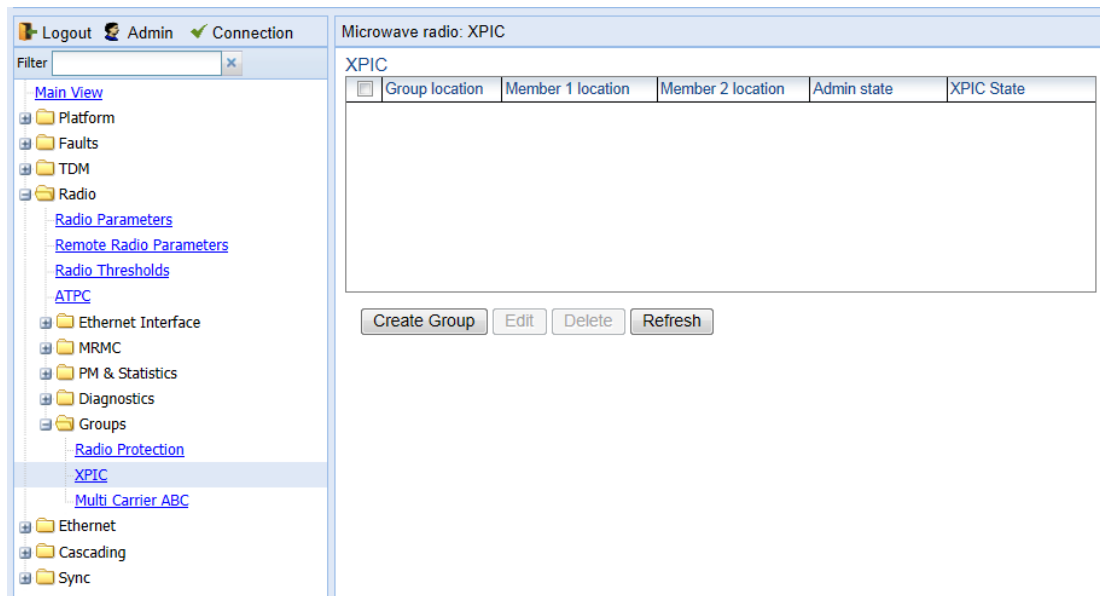 Logout Admin Connection
Filter
Main View
Platform
Faults
TDM
Radio
Radio Parameters
Remote Radio Parameters
Radio Thresholds
ATPC
Ethernet Interface
MRMC
PM & Statistics
Diagnostics
Groups
Radio Protection
XPIC
Multi Carrier ABC
Ethernet
Cascading
Sync
Microwave radio: XPIC
XPIC
Group location Member 1 location Member 2 location Admin state XPIC State
Create Group Edit Delete Refresh